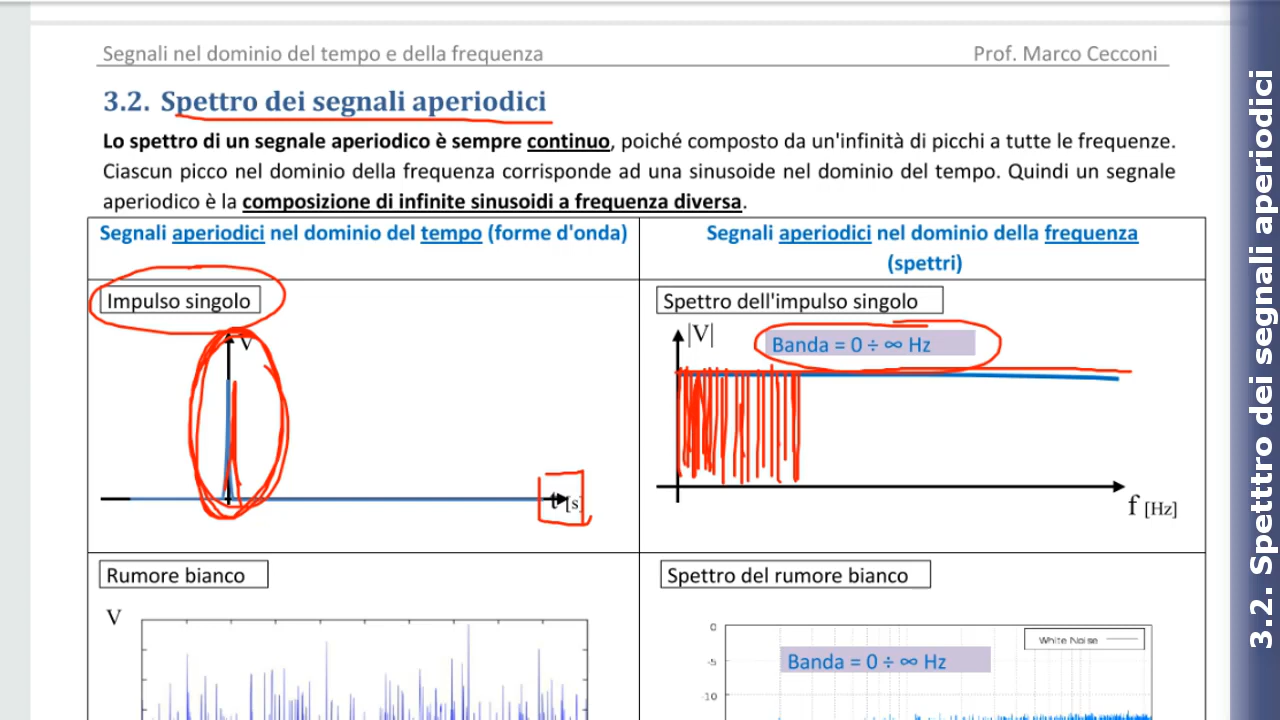 Segnali nel dominio del tempo e della frequenza
Prof. Marco Cecconi
3.2. Spettro dei segnali aperiodici
Lo spettro di un segnale aperiodico è sempre continuo, poiché composto da un'infinità di picchi a tutte le frequenze.
Ciascun picco nel dominio della frequenza corrisponde ad una sinusoide nel dominio del tempo. Quindi un segnale
aperiodico è la composizione di infinite sinusoidi a frequenza diversa.
Segnali aperiodici nel dominio del tempo (forme d'onda)
Segnali aperiodici nel dominio della frequenza
(spettri)
Impulso singolo
V
t [s]
Spettro dell'impulso singolo
|V|
Banda = 0 ÷ ∞ Hz
f [Hz]
Rumore bianco
V
Spettro del rumore bianco
0
White Noise
Banda = 0 ÷ ∞ Hz
-5
-10
3.2. Spetttro dei segnali aperiodici